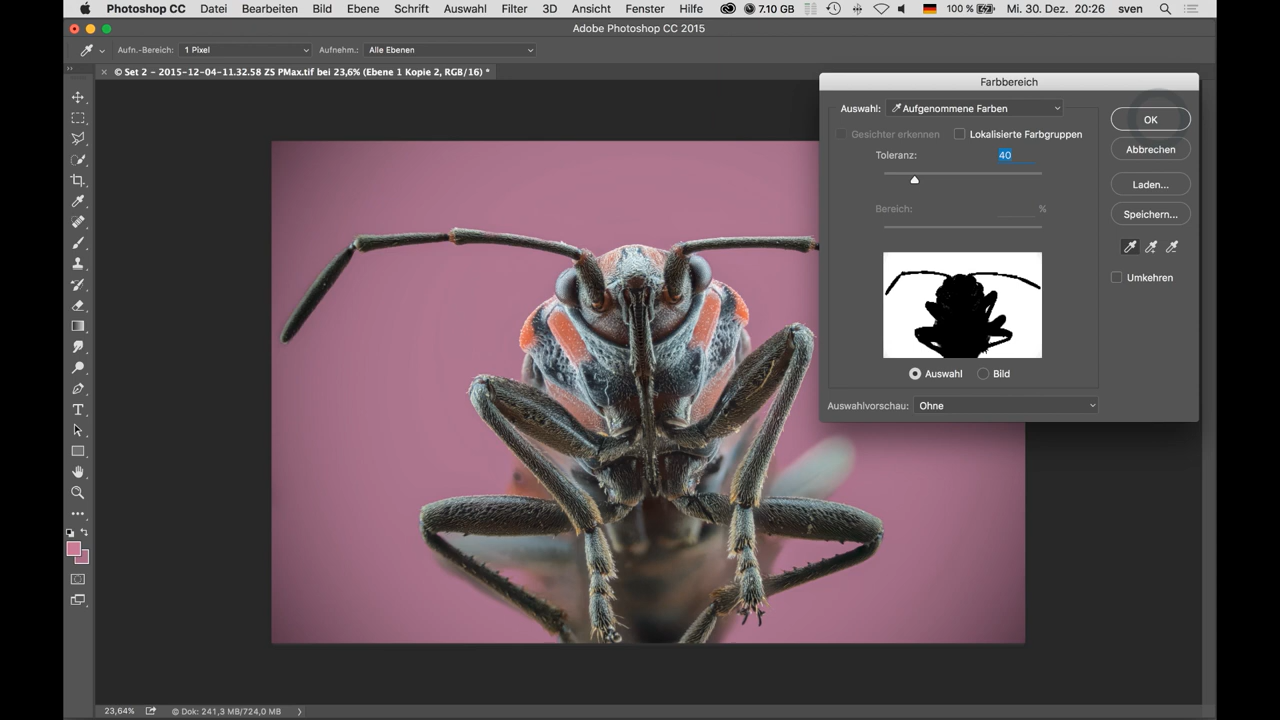 Photoshop CC Datei Bearbeiten Bild Ebene Schrift Auswahl Filter 3D Ansicht Fenster Hilfe 7.10 GB 100 % Mi. 30. Dez. 20:26 sven
Adobe Photoshop CC 2015
Aufn.-Bereich: 1 Pixel Aufnehm.: Alle Ebenen
© Set 2 - 2015-12-04-11.32.58 ZS PMax.tif bei 23,6% (Ebene 1 Kopie 2, RGB/16) *
Farbbereich
Auswahl: Aufgenommene Farben
OK
Gesichter erkennen Lokalisierte Farbgruppen
Abbrechen
Toleranz: 40
Laden...
Bereich: %
Speichern...
Umkehren
Auswahl Bild
Auswahlvorschau: Ohne
23,64% © Dok: 241,3 MB/724,0 MB